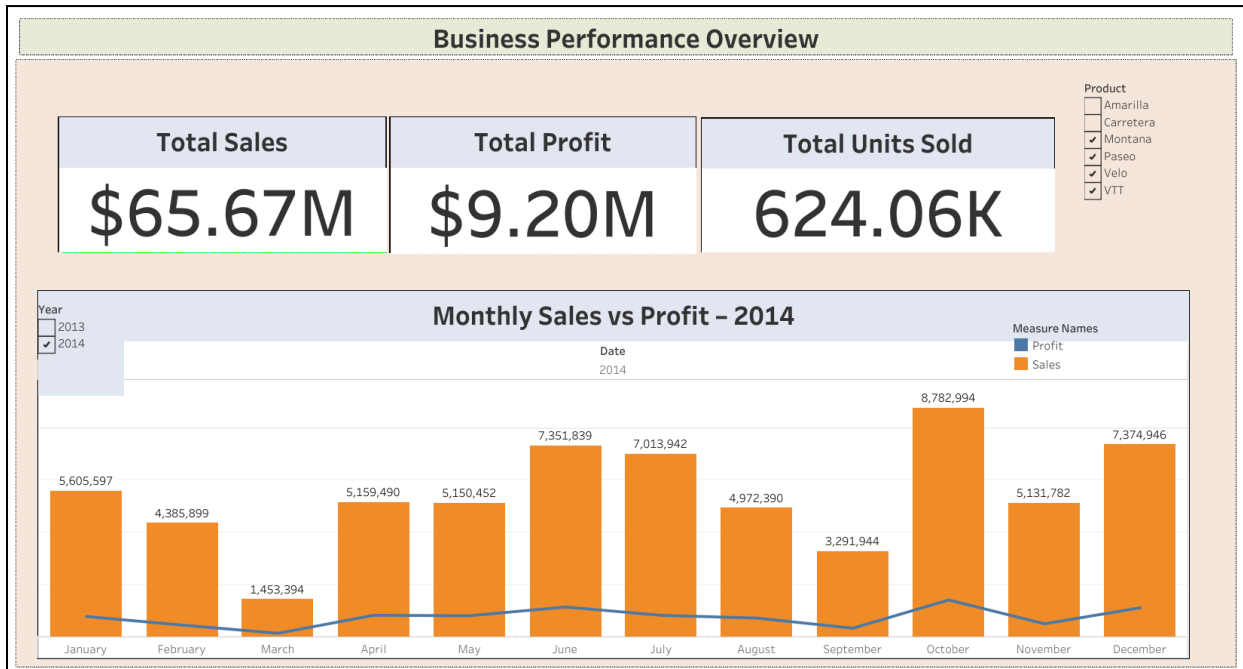 Business Performance Overview
Product
Amarilla
Carretera
Montana
Paseo
Velo
VTT
Total Sales
$65.67M
Total Profit
$9.20M
Total Units Sold
624.06K
Year
2013
2014
Monthly Sales vs Profit – 2014
Measure Names
Profit
Sales
Date
2014
5,605,597
4,385,899
1,453,394
5,159,490
5,150,452
7,351,839
7,013,942
4,972,390
3,291,944
8,782,994
5,131,782
7,374,946
January February March April May June July August September October November December